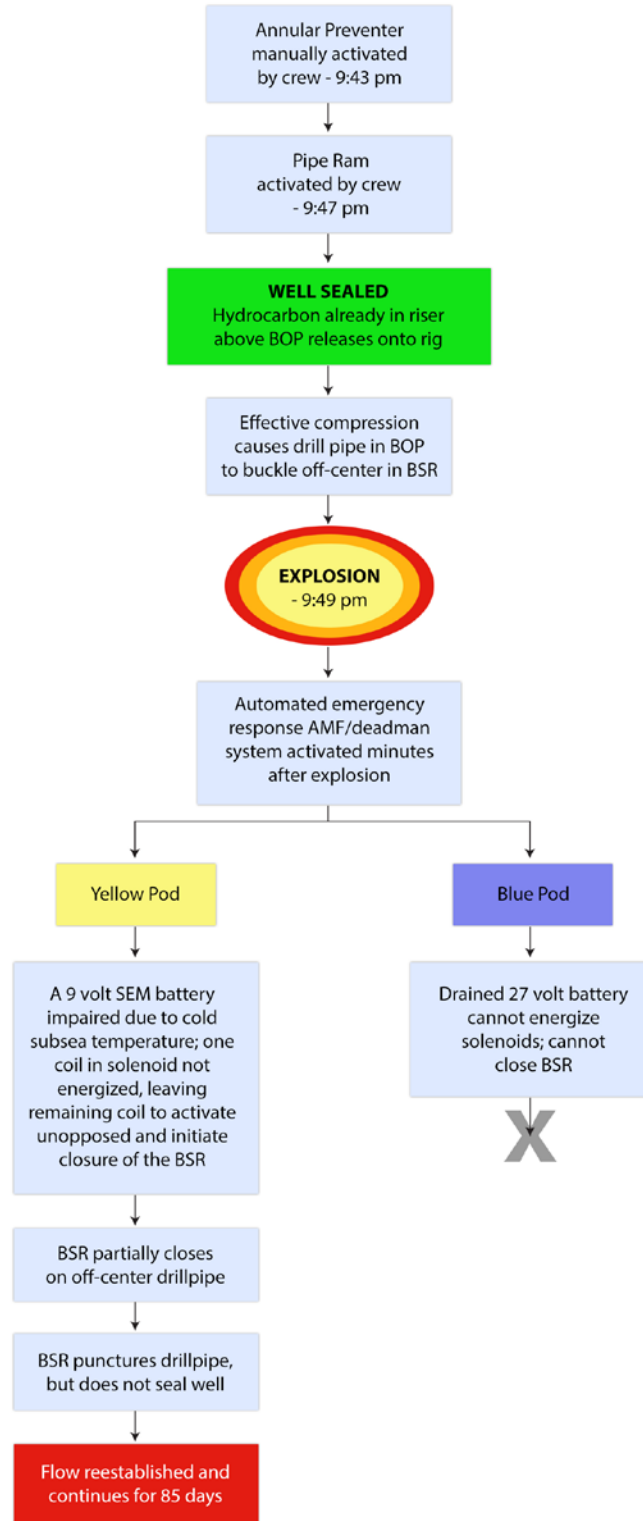 Annular Preventer
manually activated
by crew - 9:43 pm
Pipe Ram
activated by crew
- 9:47 pm
WELL SEALED
Hydrocarbon already in riser
above BOP releases onto rig
Effective compression
causes drill pipe in BOP
to buckle off-center in BSR
EXPLOSION
- 9:49 pm
Automated emergency
response AMF/deadman
system activated minutes
after explosion
Yellow Pod
Blue Pod
A 9 volt SEM battery
impaired due to cold
subsea temperature; one
coil in solenoid not
energized, leaving
remaining coil to activate
unopposed and initiate
closure of the BSR
Drained 27 volt battery
cannot energize
solenoids; cannot
close BSR
X
BSR partially closes
on off-center drillpipe
BSR punctures drillpipe,
but does not seal well
Flow reestablished and
continues for 85 days